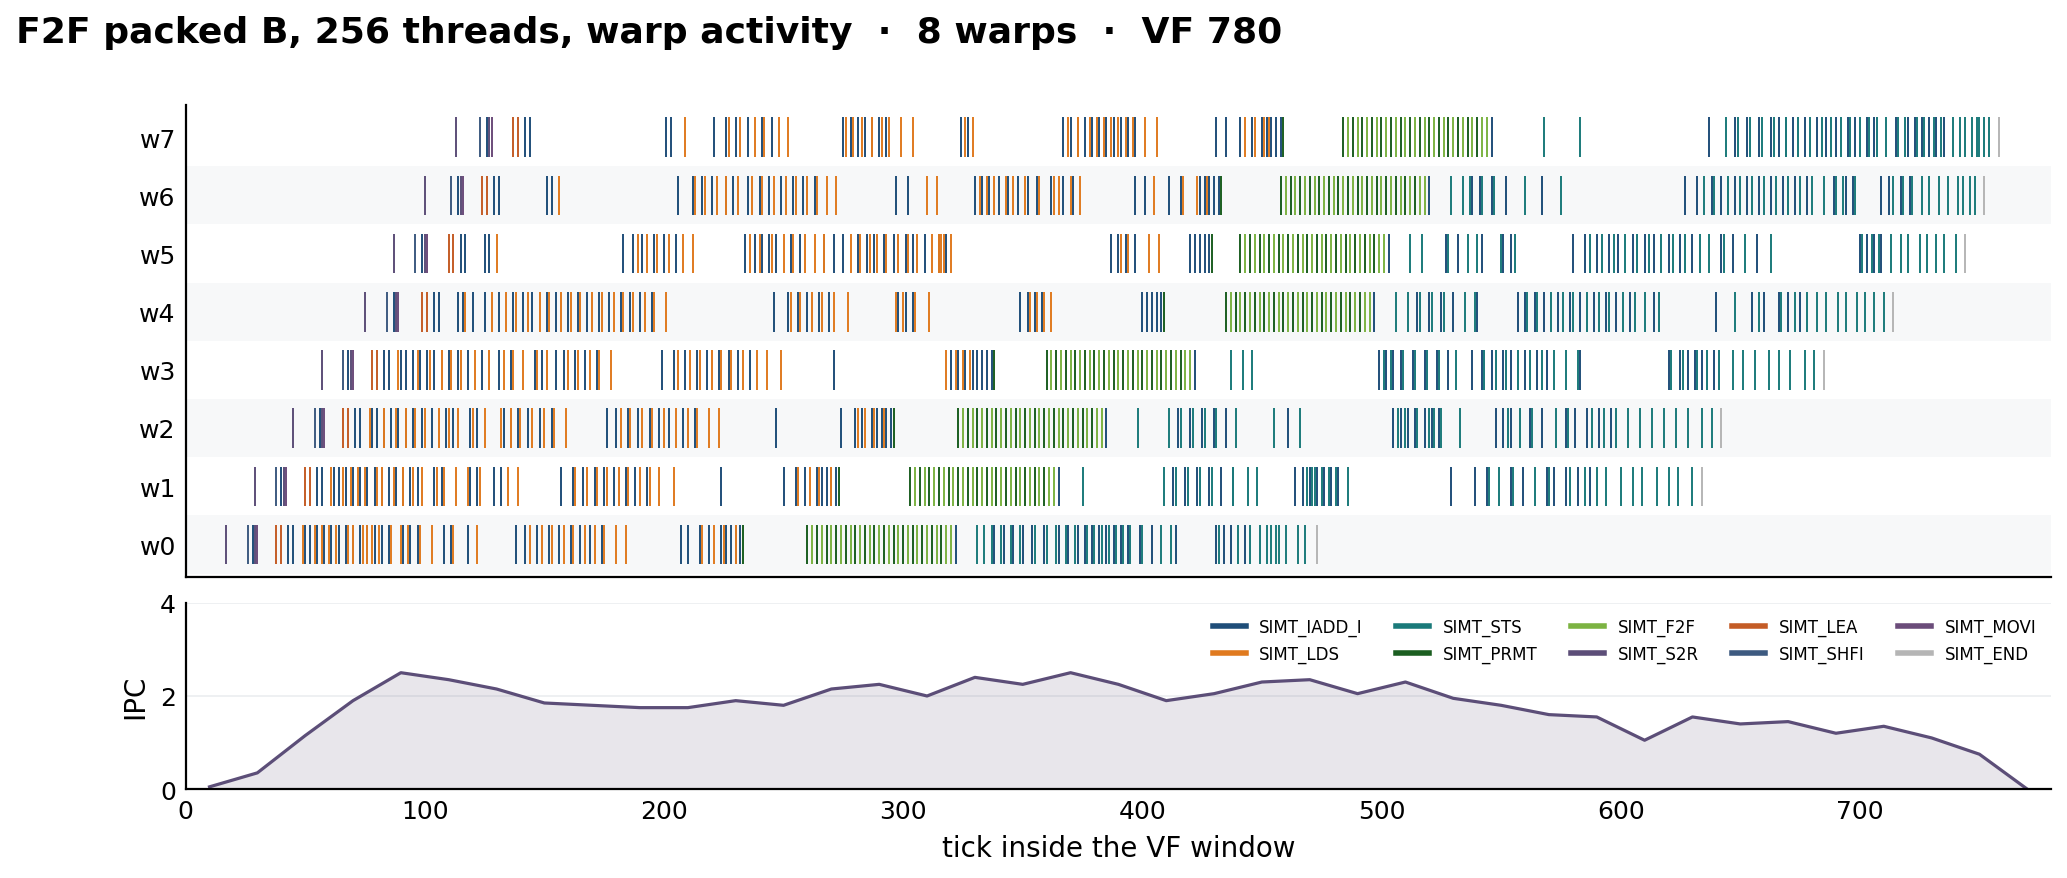 F2F packed B, 256 threads, warp activity · 8 warps · VF 780
w7
w6
w5
w4
w3
w2
w1
w0
4
2
0
IPC
SIMT_IADD_I SIMT_STS SIMT_F2F SIMT_LEA SIMT_MOVI
SIMT_LDS SIMT_PRMT SIMT_S2R SIMT_SHFI SIMT_END
0 100 200 300 400 500 600 700
tick inside the VF window